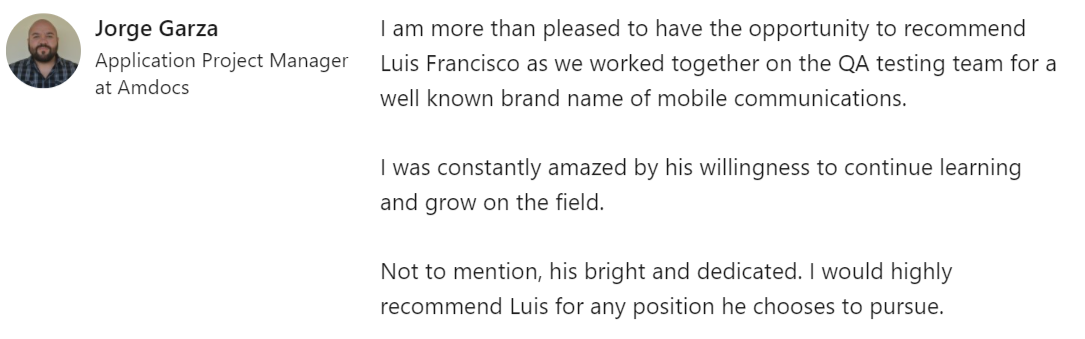 Jorge Garza
Application Project Manager
at Amdocs
I am more than pleased to have the opportunity to recommend
Luis Francisco as we worked together on the QA testing team for a
well known brand name of mobile communications.
I was constantly amazed by his willingness to continue learning
and grow on the field.
Not to mention, his bright and dedicated. I would highly
recommend Luis for any position he chooses to pursue.